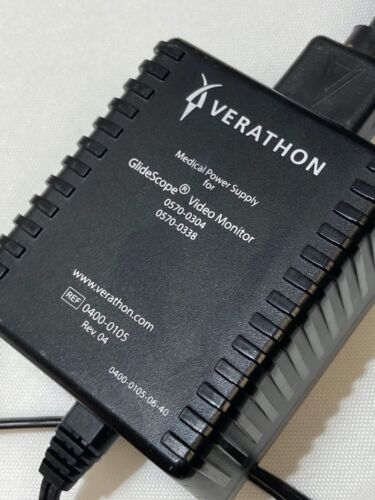 VERATHON
Medical Power Supply
for
GlideScope® Video Monitor
0570-0304
0570-0338
www.verathon.com
REF 0400-0105
Rev. 04
0400-0105-06-40